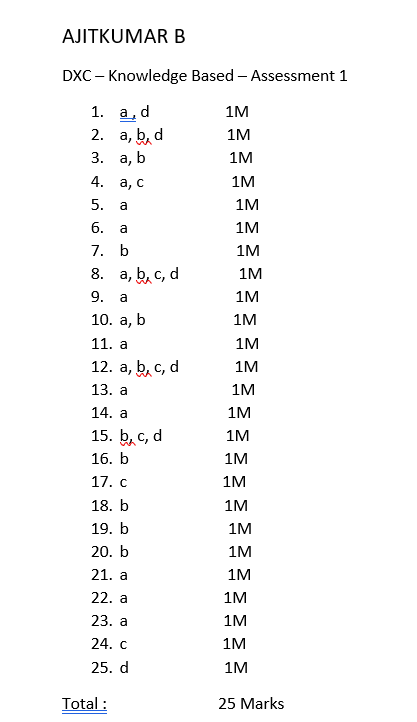 AJITKUMAR B
DXC – Knowledge Based – Assessment 1
1. a , d 1M
2. a, b, d 1M
3. a, b 1M
4. a, c 1M
5. a 1M
6. a 1M
7. b 1M
8. a, b, c, d 1M
9. a 1M
10. a, b 1M
11. a 1M
12. a, b, c, d 1M
13. a 1M
14. a 1M
15. b, c, d 1M
16. b 1M
17. c 1M
18. b 1M
19. b 1M
20. b 1M
21. a 1M
22. a 1M
23. a 1M
24. c 1M
25. d 1M
Total : 25 Marks